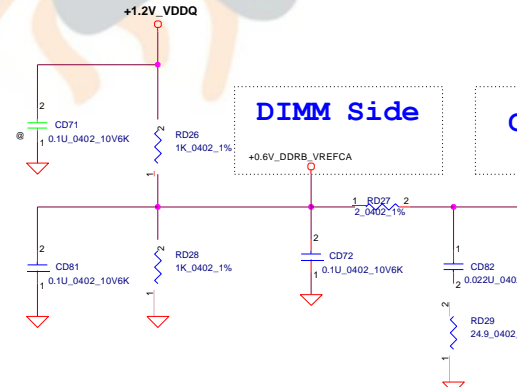 +1.2V_VDDQ
2
CD71
@
1
0.1U_0402_10V6K
2
RD26
1K_0402_1%
1
DIMM Side
+0.6V_DDRB_VREFCA
1
RD27
2
2_0402_1%
2
CD81
1
0.1U_0402_10V6K
2
RD28
1K_0402_1%
1
2
CD72
1
0.1U_0402_10V6K
1
CD82
2
0.022U_040
2
RD29
24.9_0402_
1